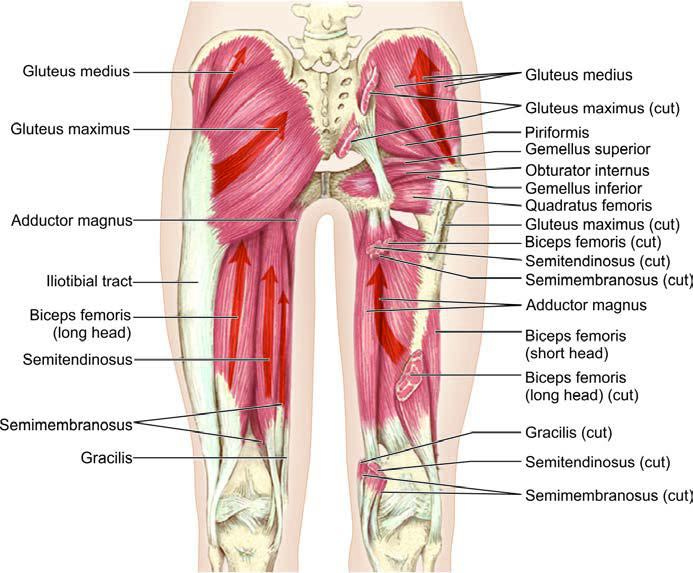 Gluteus medius
Gluteus maximus
Adductor magnus
Iliotibial tract
Biceps femoris
(long head)
Semitendinosus
Semimembranosus
Gracilis
Gluteus medius
Gluteus maximus (cut)
Piriformis
Gemellus superior
Obturator internus
Gemellus inferior
Quadratus femoris
Gluteus maximus (cut)
Biceps femoris (cut)
Semitendinosus (cut)
Semimembranosus (cut)
Adductor magnus
Biceps femoris
(short head)
Biceps femoris
(long head) (cut)
Gracilis (cut)
Semitendinosus (cut)
Semimembranosus (cut)